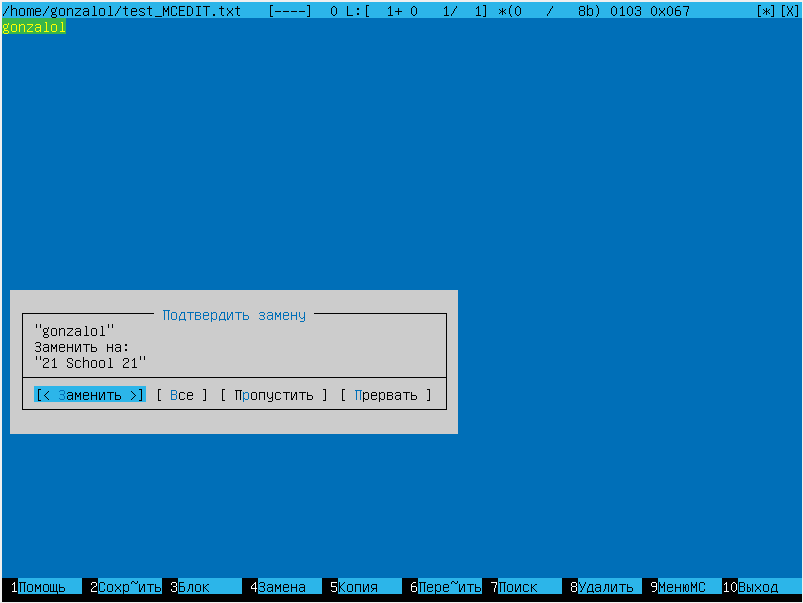 /home/gonzalol/test_MCEDIT.txt   [----]  0 L:[  1+ 0   1/  1] *(0   /   8b) 0103 0x067        [*][X]
gonzalol
Подтвердить замену
"gonzalol"
Заменить на:
"21 School 21"
[< Заменить >] [ Все ] [ Пропустить ] [ Прервать ]
1Помощь 2Сохр~ить 3Блок 4Замена 5Копия 6Пере~ить 7Поиск 8Удалить 9МенюMC 10Выход